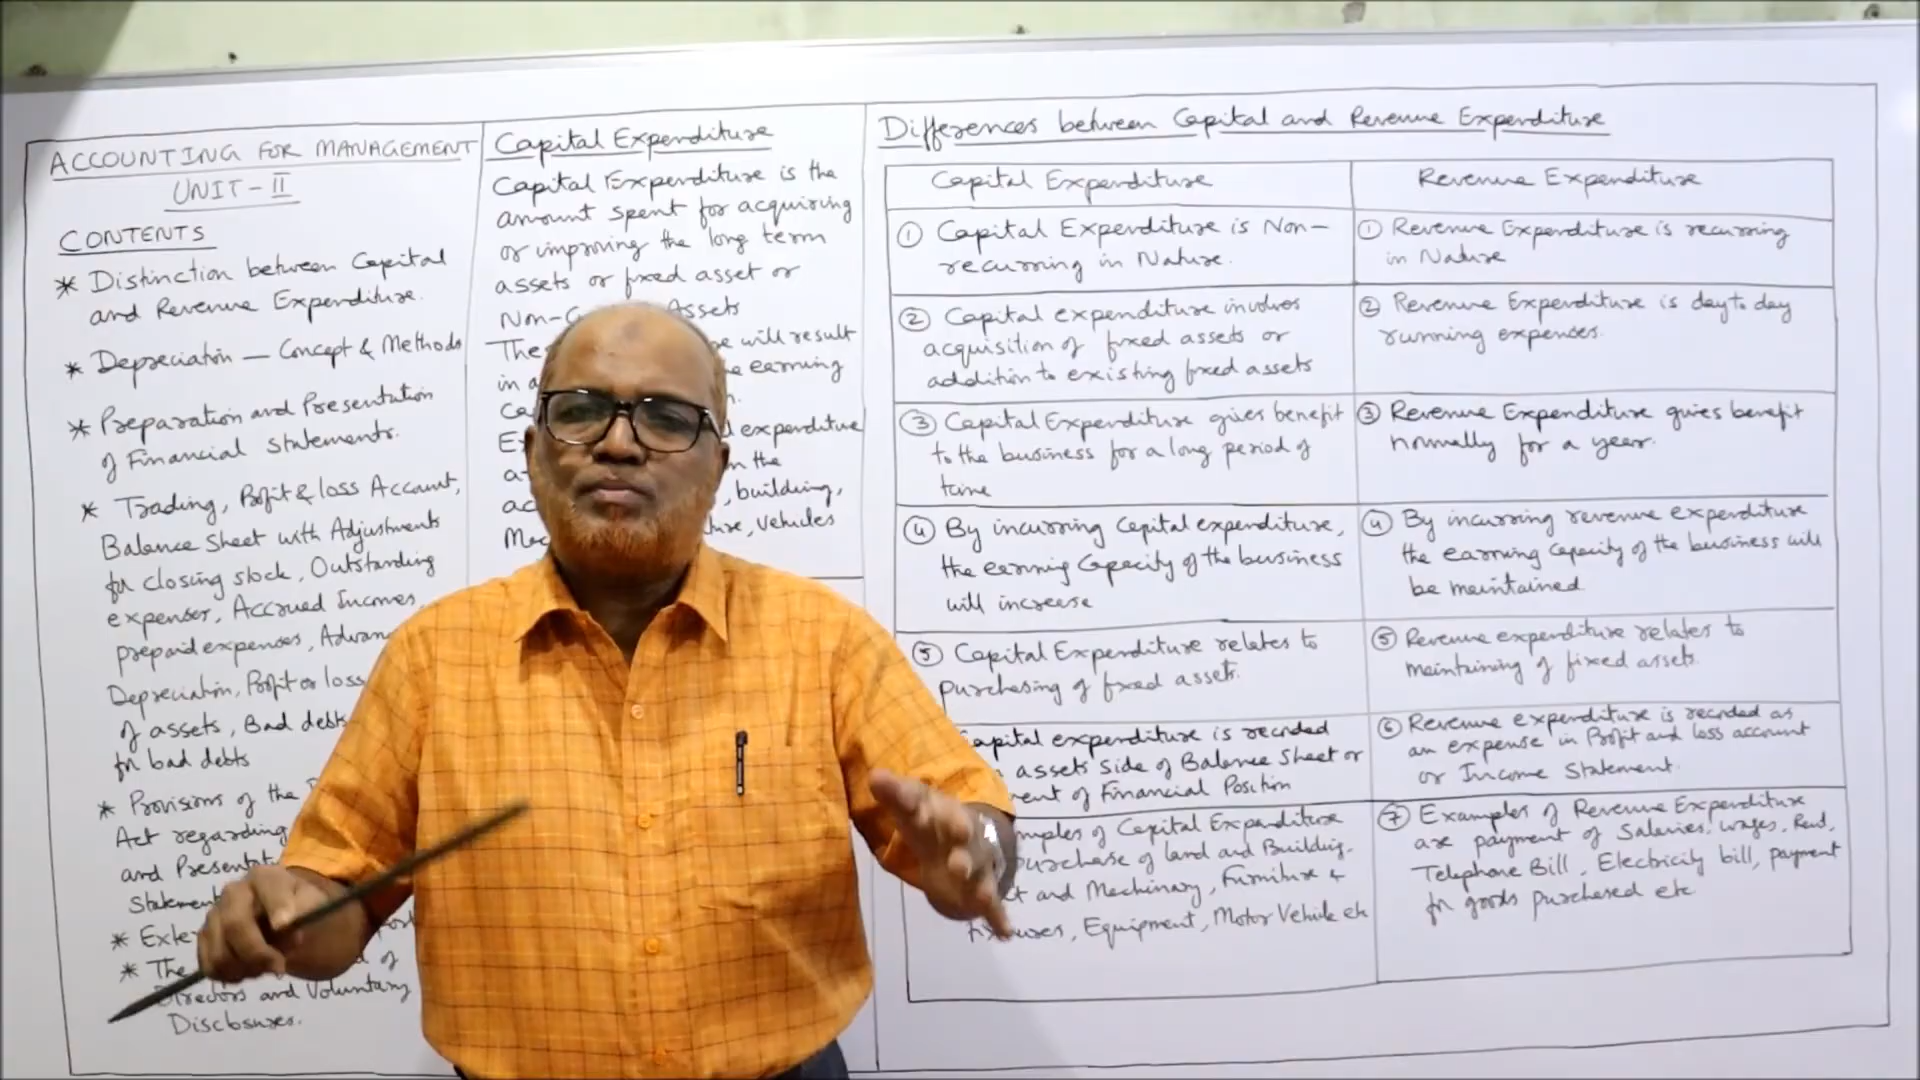 ACCOUNTING FOR MANAGEMENT
UNIT - II
CONTENTS
* Distinction between Capital
and Revenue Expenditure.
* Depreciation — Concept & Methods
* Preparation and Presentation
of Financial Statements.
* Trading, Profit & loss Account,
Balance Sheet with Adjustments
for closing stock, Outstanding
expenses, Accrued Incomes,
prepaid expenses,
Depreciation, Profit or loss
of assets, Bad debts
for bad debts
* Provisions of the
Act regarding
and
* 
* The of
Directors and Voluntary
Disclosures.
Capital Expenditure
Capital Expenditure is the
amount spent for acquiring
or improving the long term
assets or fixed asset or
Assets
will result
in earning
expenditure
the
, building,
, Vehicles
Differences between Capital and Revenue Expenditure
Capital Expenditure
Revenue Expenditure
① Capital Expenditure is Non-
recurring in Nature.
① Revenue Expenditure is recurring
in Nature
② Capital expenditure involves
acquisition of fixed assets or
addition to existing fixed assets
② Revenue Expenditure is day to day
running expenses.
③ Capital Expenditure gives benefit
to the business for a long period of
time
③ Revenue Expenditure gives benefit
normally for a year.
④ By incurring Capital expenditure,
the earning Capacity of the business
will increase
④ By incurring revenue expenditure
the earning Capacity of the business will
be maintained.
⑤ Capital Expenditure relates to
purchasing of fixed assets.
⑤ Revenue expenditure relates to
maintaining of fixed assets.
expenditure is recorded
assets side of Balance Sheet or
of Financial Position
⑥ Revenue expenditure is recorded as
an expense in Profit and loss account
or Income Statement.
of Capital Expenditure
purchase of land and Building.
and Machinary, Furniture &
, Equipment, Motor Vehicle etc
⑦ Examples of Revenue Expenditure
are payment of Salaries, wages, Rent,
Telephone Bill, Electricity bill, payment
for goods purchased etc